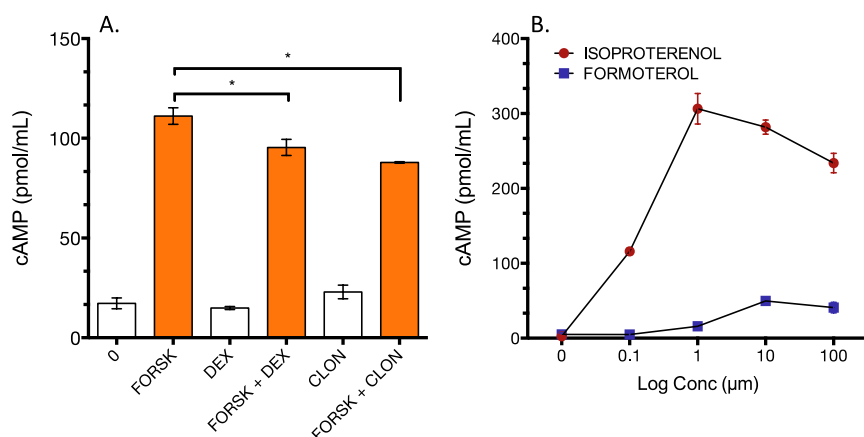 A.
150
100
50
0
cAMP (pmol/mL)
*
*
0
FORSK
DEX
FORSK + DEX
CLON
FORSK + CLON
B.
400
300
200
100
0
cAMP (pmol/mL)
ISOPROTERENOL
FORMOTEROL
0 0.1 1 10 100
Log Conc (µm)